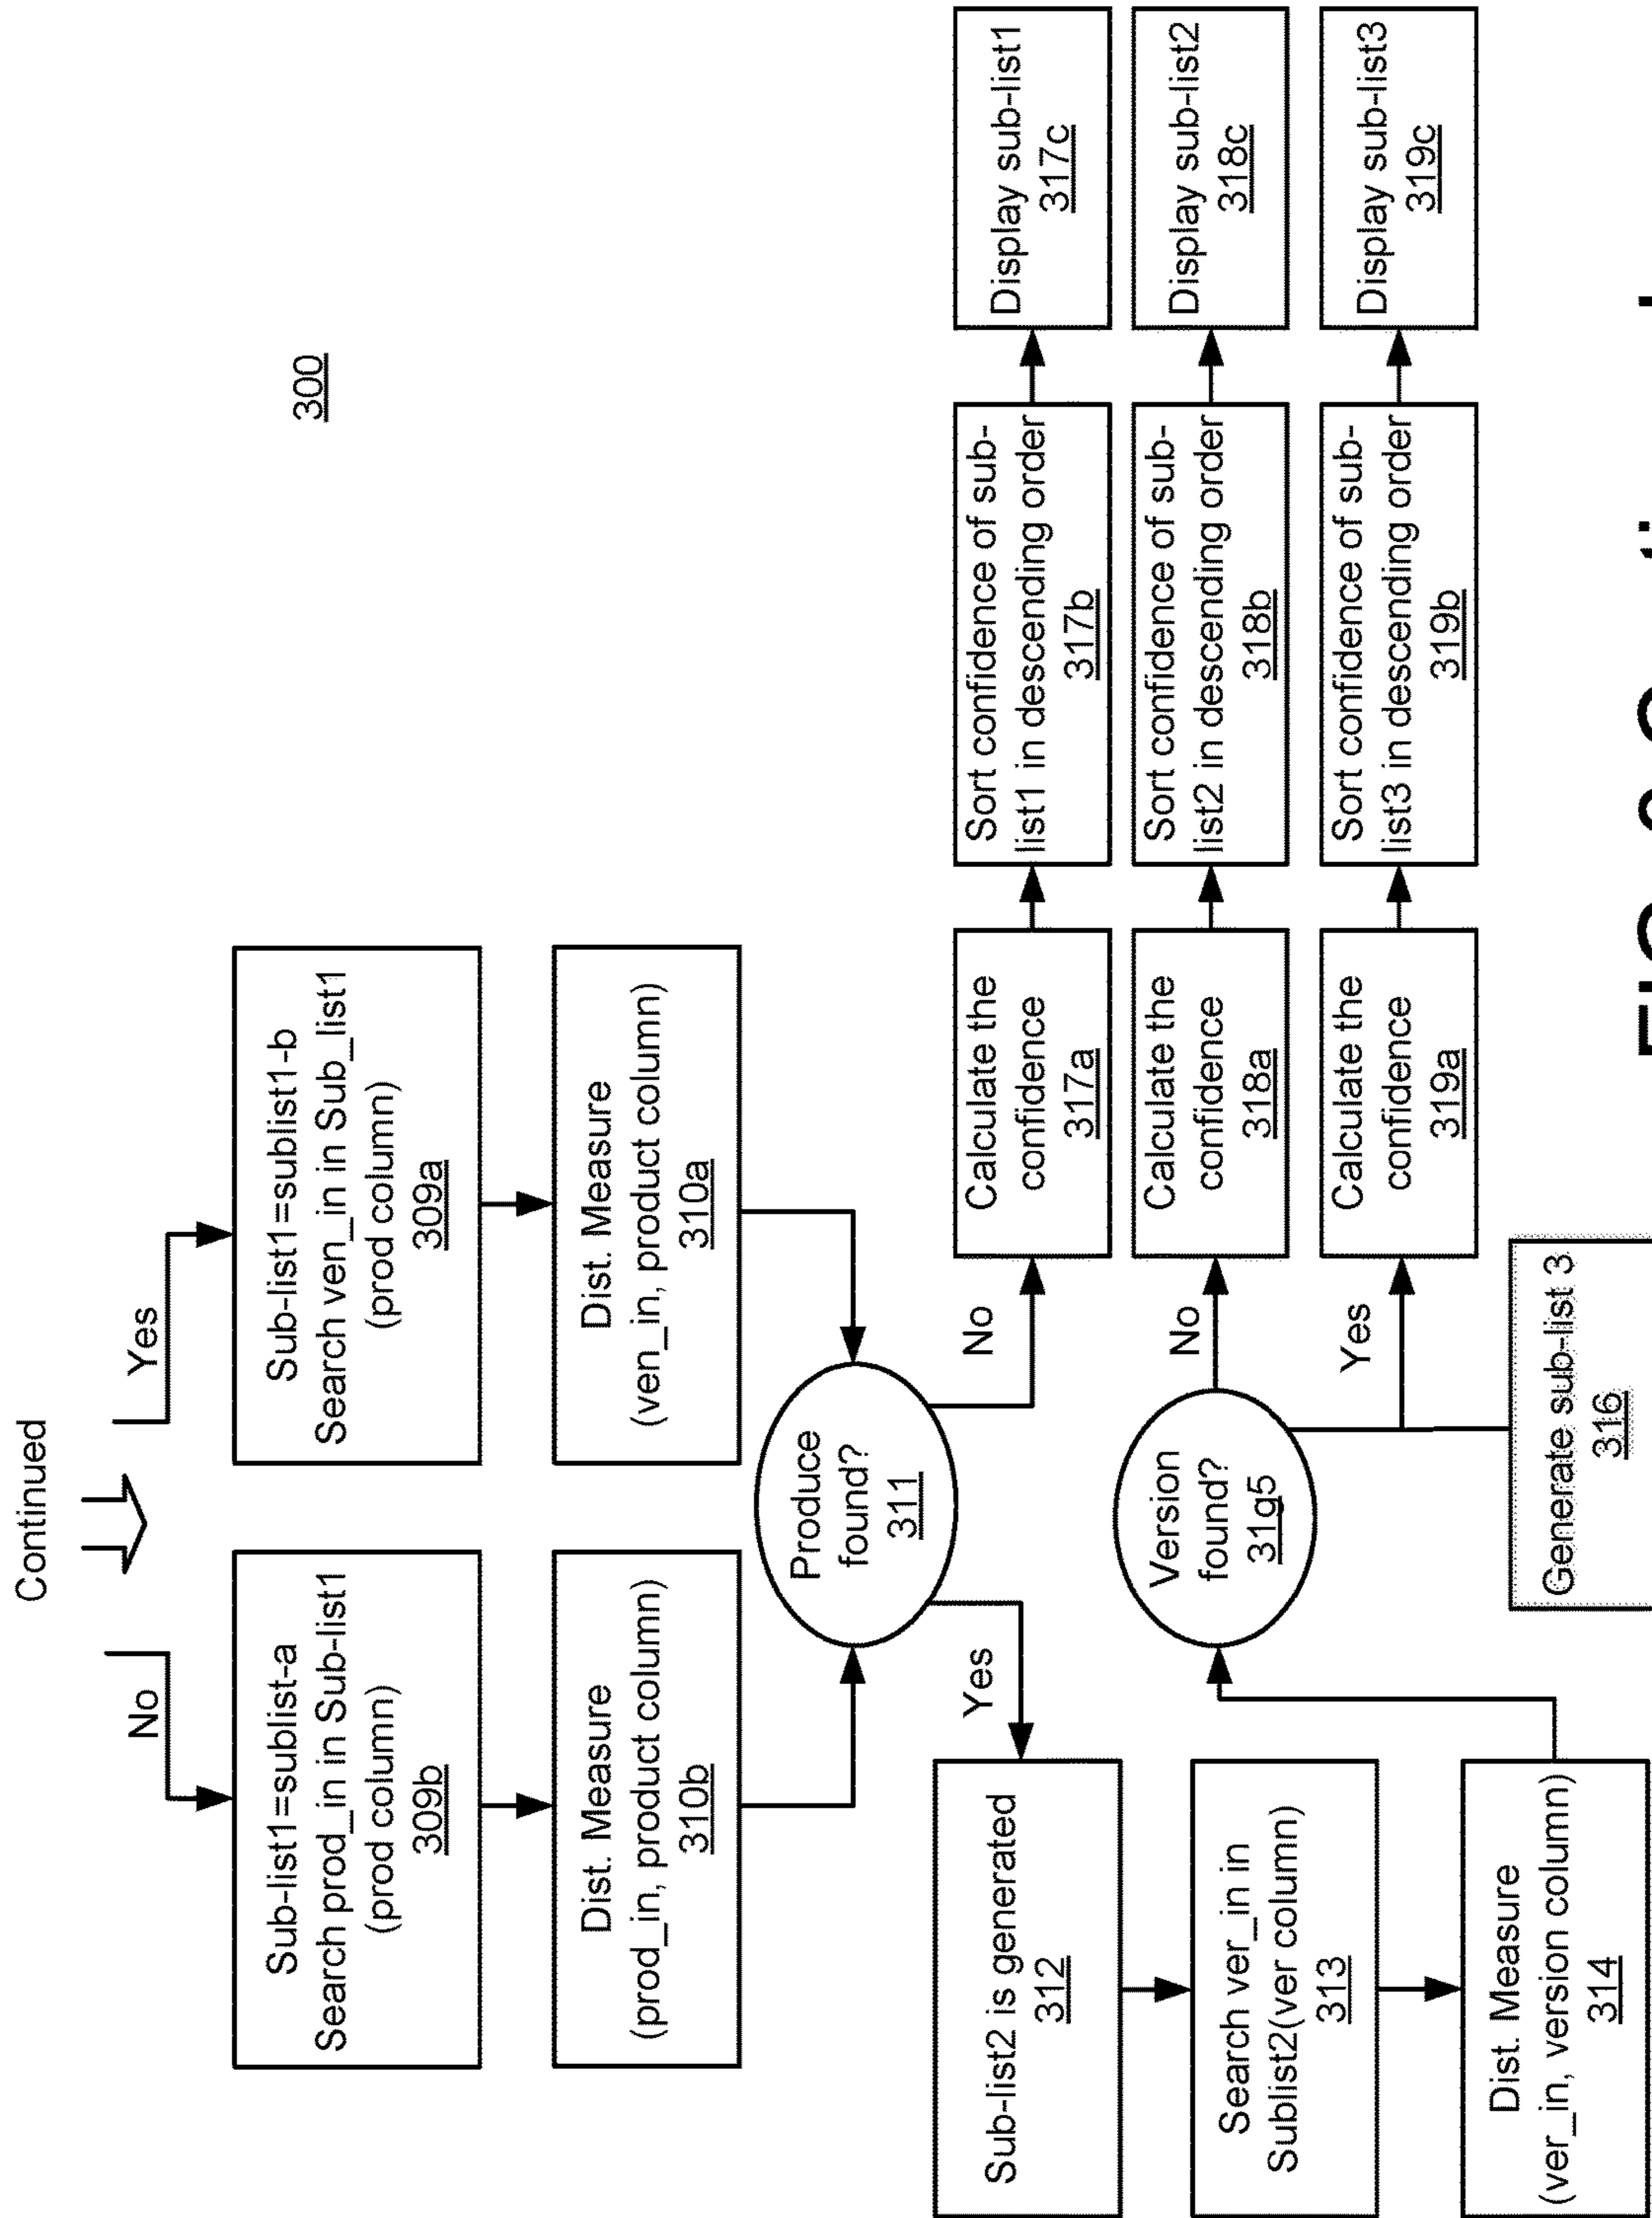 Continued
300
No
Yes
Sub-list1=sublist-a
Search prod_in in Sub-list1
(prod column)
309b
Sub-list1=sublist1-b
Search ven_in in Sub_list1
(prod column)
309a
Dist. Measure
(prod_in, product column)
310b
Dist. Measure
(ven_in, product column)
310a
Produce
found?
311
Yes
No
Sub-list2 is generated
312
Calculate the
confidence
317a
Sort confidence of sub-
list1 in descending order
317b
Display sub-list1
317c
Search ver_in in
Sublist2(ver column)
313
Version
found?
31g5
No
Calculate the
confidence
318a
Sort confidence of sub-
list2 in descending order
318b
Display sub-list2
318c
Yes
Calculate the
confidence
319a
Sort confidence of sub-
list3 in descending order
319b
Display sub-list3
319c
Dist. Measure
(ver_in, version column)
314
Generate sub-list 3
316